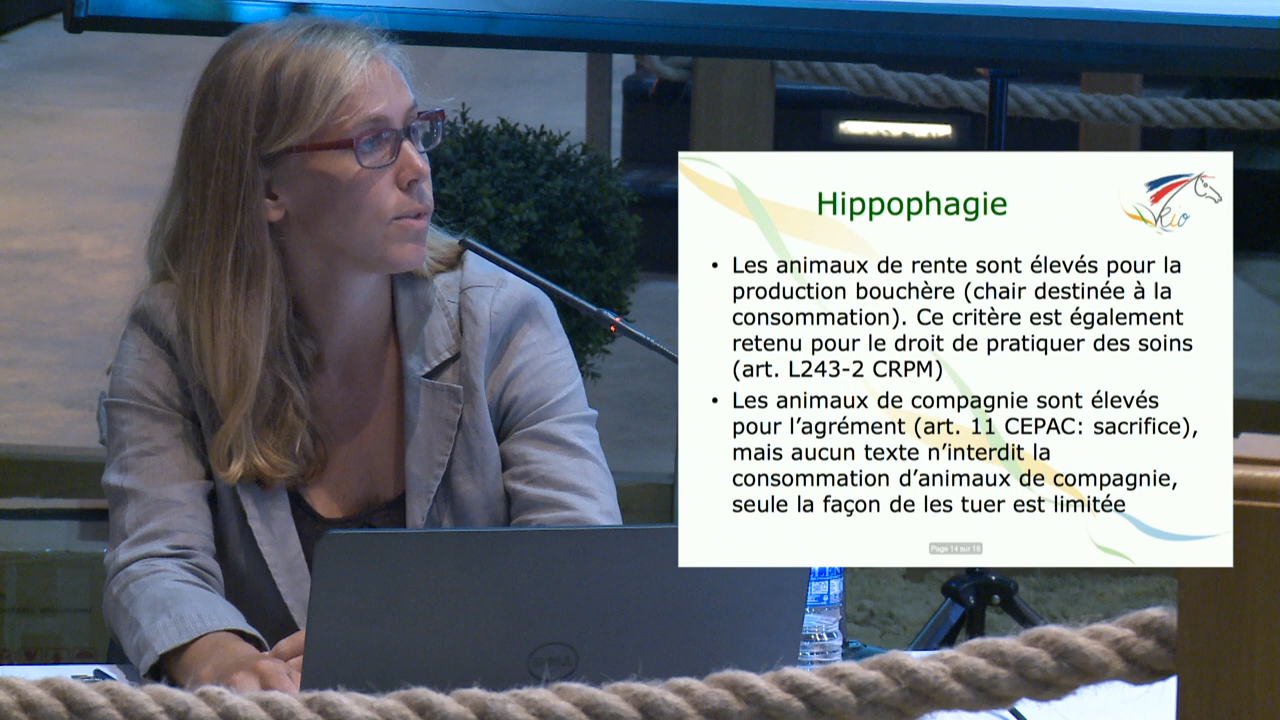 Hippophagie
Rio
• Les animaux de rente sont élevés pour la
production bouchère (chair destinée à la
consommation). Ce critère est également
retenu pour le droit de pratiquer des soins
(art. L243-2 CRPM)
• Les animaux de compagnie sont élevés
pour l'agrément (art. 11 CEPAC: sacrifice),
mais aucun texte n'interdit la
consommation d'animaux de compagnie,
seule la façon de les tuer est limitée
Page 14 sur 18
DELL